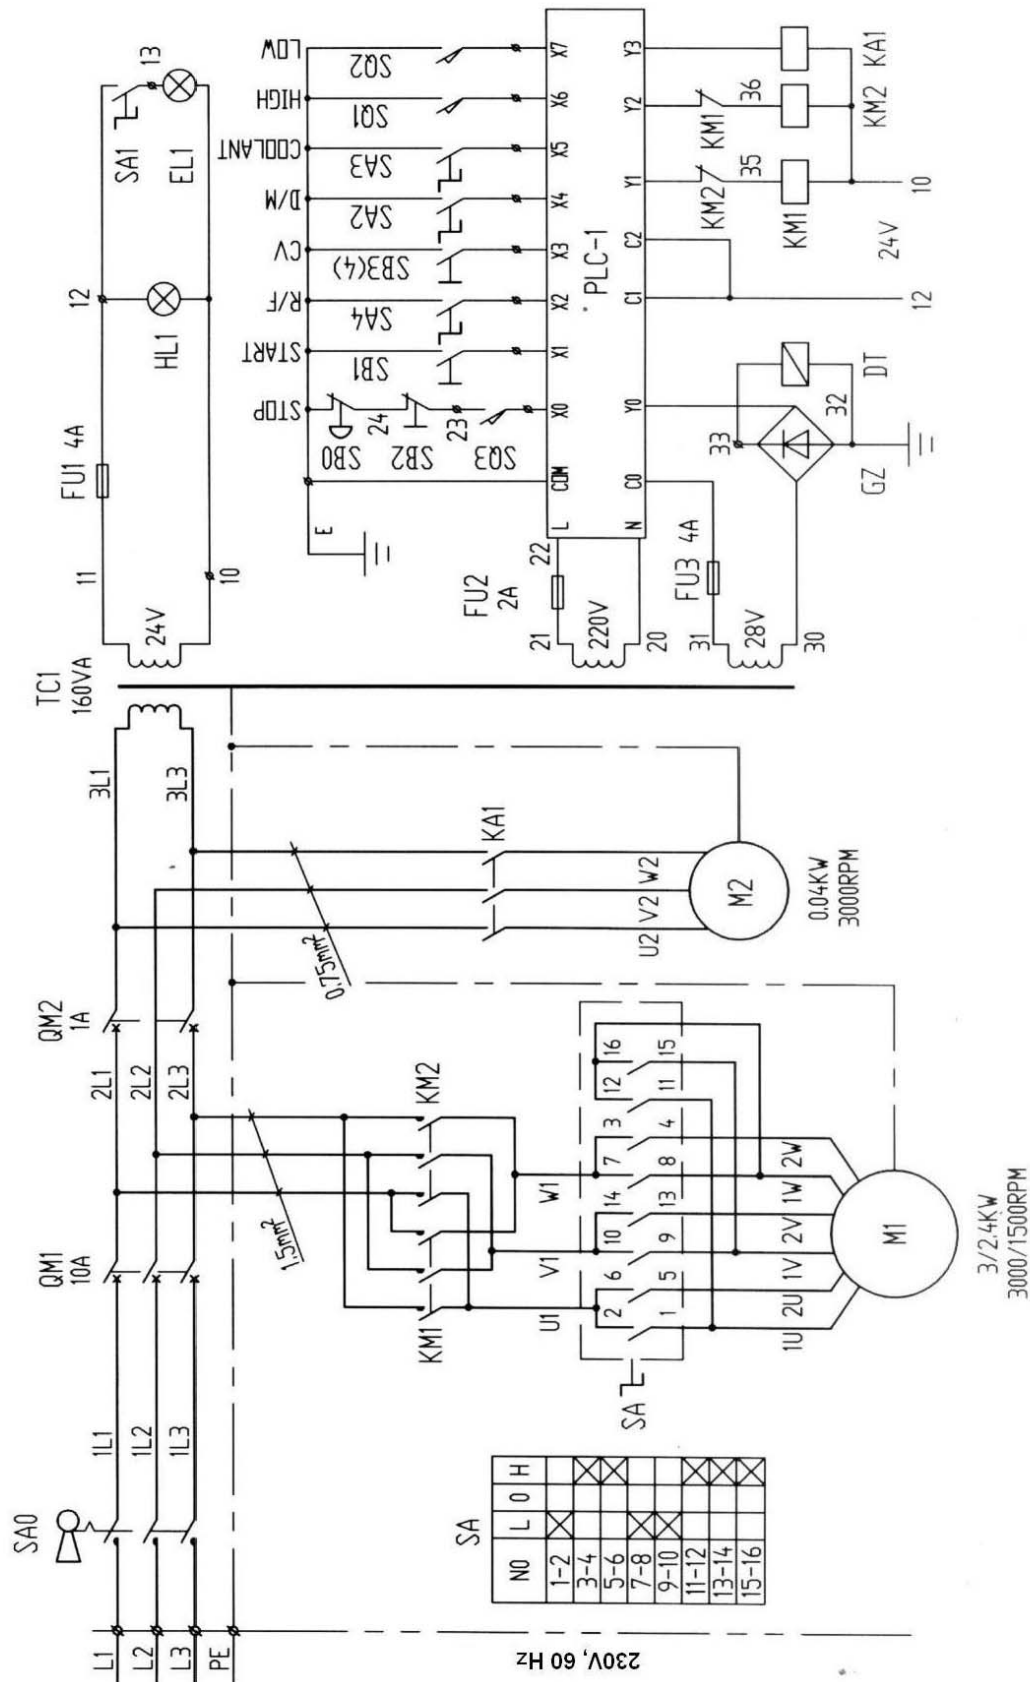 SA0
L1
L2
L3
PE
230V, 60 Hz
1L1
1L2
1L3
QM1
10A
2L1
2L2
2L3
QM2
1A
3L1
3L3
TC1
160VA
24V
11
10
FU1 4A
12
HL1
SA1
13
EL1
1.5mm²
0.75mm²
KM1
KM2
KA1
U1
V1
W1
SA
2
6
10
14
7
3
12
16
1
5
9
13
8
4
11
15
1U
2U
1V
2V
1W
2W
M1
3/2.4KW
3000/1500RPM
U2
V2
W2
M2
0.04KW
3000RPM
SA
NO L 0 H
1-2
3-4
5-6
7-8
9-10
11-12
13-14
15-16
21
220V
20
FU2
2A
22
31
28V
30
FU3 4A
E
STOP
START
R/F
CV
D/M
COOLANT
HIGH
LOW
SB0
24
SB2
23
SQ3
SB1
SA4
SB3(4)
SA2
SA3
SQ1
SQ2
L
COM
X0
X1
X2
X3
X4
X5
X6
X7
PLC-1
N
C0
Y0
C1
C2
Y1
Y2
Y3
33
32
GZ
DT
KM2
35
KM1
KM1
36
KM2
KA1
12
24V
10